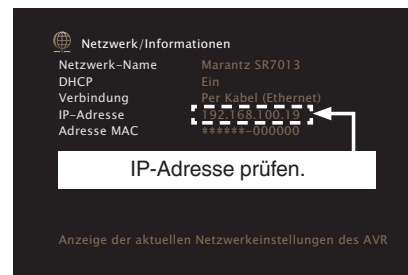 Netzwerk/Informationen
Netzwerk-Name Marantz SR7013
DHCP Ein
Verbindung Per Kabel (Ethernet)
IP-Adresse 192.168.100.19
Adresse MAC ******-000000
IP-Adresse prüfen.
Anzeige der aktuellen Netzwerkeinstellungen des AVR